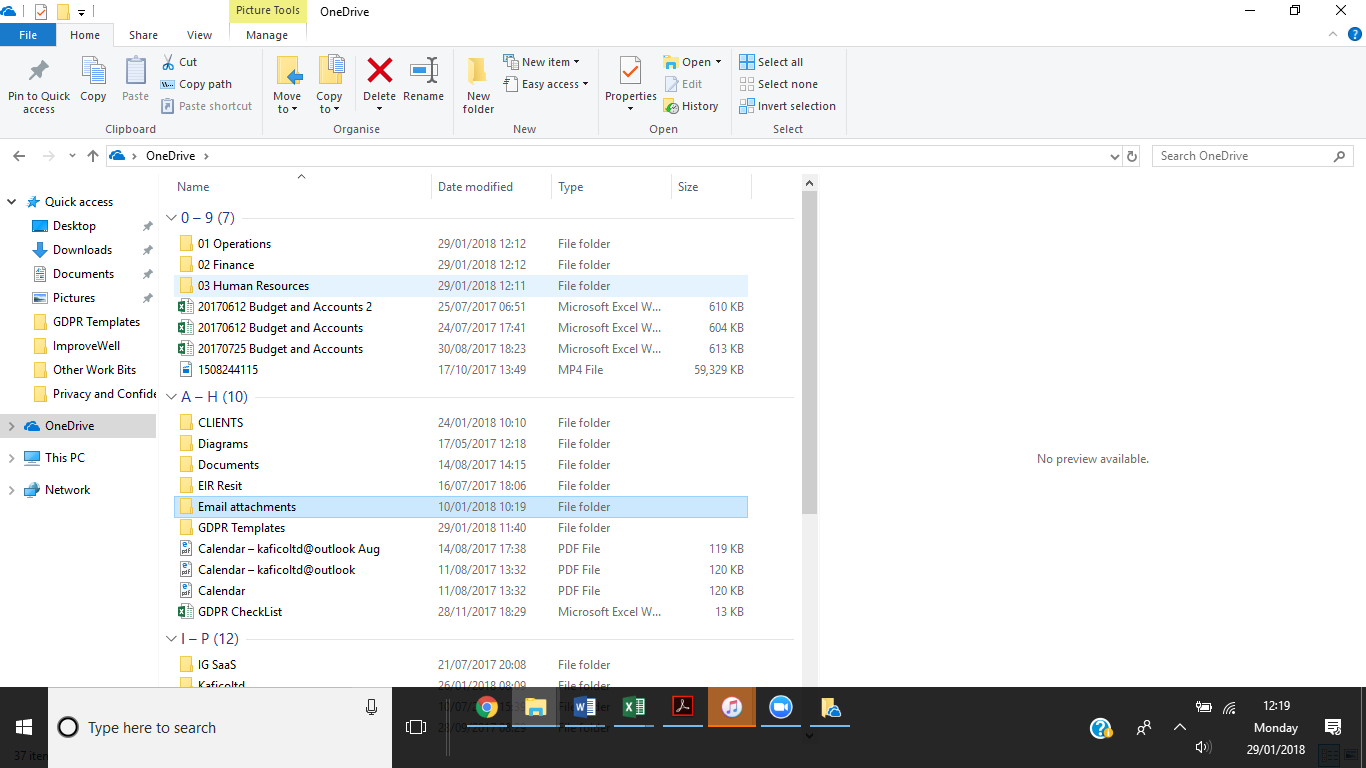 Picture Tools OneDrive
File Home Share View Manage
Pin to Quick access
Copy
Paste
Cut
Copy path
Paste shortcut
Clipboard
Move to
Copy to
Delete
Rename
Organise
New folder
New item
Easy access
New
Properties
Open
Edit
History
Open
Select all
Select none
Invert selection
Select
OneDrive
Search OneDrive
Quick access
Desktop
Downloads
Documents
Pictures
GDPR Templates
ImproveWell
Other Work Bits
Privacy and Confide
OneDrive
This PC
Network
Name Date modified Type Size
0 – 9 (7)
01 Operations 29/01/2018 12:12 File folder
02 Finance 29/01/2018 12:12 File folder
03 Human Resources 29/01/2018 12:11 File folder
20170612 Budget and Accounts 2 25/07/2017 06:51 Microsoft Excel W... 610 KB
20170612 Budget and Accounts 24/07/2017 17:41 Microsoft Excel W... 604 KB
20170725 Budget and Accounts 30/08/2017 18:23 Microsoft Excel W... 613 KB
1508244115 17/10/2017 13:49 MP4 File 59,329 KB
A – H (10)
CLIENTS 24/01/2018 10:10 File folder
Diagrams 17/05/2017 12:18 File folder
Documents 14/08/2017 14:15 File folder
EIR Resit 16/07/2017 18:06 File folder
Email attachments 10/01/2018 10:19 File folder
GDPR Templates 29/01/2018 11:40 File folder
Calendar – kaficoltd@outlook Aug 14/08/2017 17:38 PDF File 119 KB
Calendar – kaficoltd@outlook 11/08/2017 13:32 PDF File 120 KB
Calendar 11/08/2017 13:32 PDF File 120 KB
GDPR CheckList 28/11/2017 18:29 Microsoft Excel W... 13 KB
I – P (12)
IG SaaS 21/07/2017 20:08 File folder
Kaficoltd 26/01/2018 08:09 File folder
No preview available.
Type here to search
12:19
Monday
29/01/2018